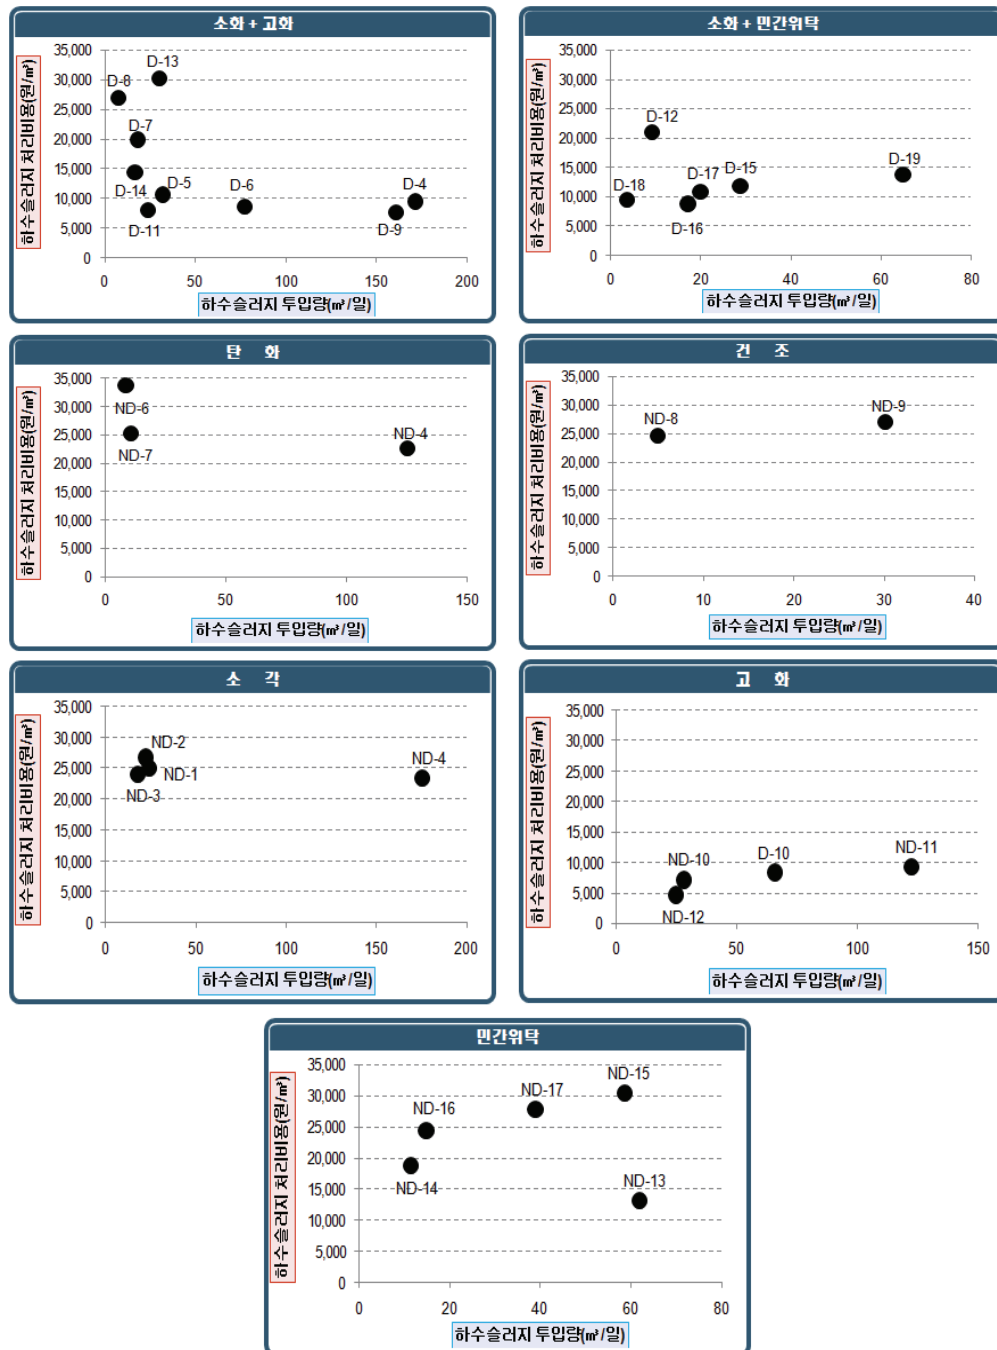 소화 + 고화
하수슬러지 처리비용(원/㎥)
35,000
30,000
25,000
20,000
15,000
10,000
5,000
0
D-13
D-8
D-7
D-14
D-5
D-11
D-6
D-4
D-9
0 50 100 150 200
하수슬러지 투입량(㎥/일)
소화 + 민간위탁
하수슬러지 처리비용(원/㎥)
35,000
30,000
25,000
20,000
15,000
10,000
5,000
0
D-12
D-18
D-17
D-15
D-19
D-16
0 20 40 60 80
하수슬러지 투입량(㎥/일)
탄 화
하수슬러지 처리비용(원/㎥)
35,000
30,000
25,000
20,000
15,000
10,000
5,000
0
ND-6
ND-7
ND-4
0 50 100 150
하수슬러지 투입량(㎥/일)
건 조
하수슬러지 처리비용(원/㎥)
35,000
30,000
25,000
20,000
15,000
10,000
5,000
0
ND-8
ND-9
0 10 20 30 40
하수슬러지 투입량(㎥/일)
소 각
하수슬러지 처리비용(원/㎥)
35,000
30,000
25,000
20,000
15,000
10,000
5,000
0
ND-2
ND-1
ND-3
ND-4
0 50 100 150 200
하수슬러지 투입량(㎥/일)
고 화
하수슬러지 처리비용(원/㎥)
35,000
30,000
25,000
20,000
15,000
10,000
5,000
0
ND-10
D-10
ND-11
ND-12
0 50 100 150
하수슬러지 투입량(㎥/일)
민간위탁
하수슬러지 처리비용(원/㎥)
35,000
30,000
25,000
20,000
15,000
10,000
5,000
0
ND-15
ND-17
ND-16
ND-14
ND-13
0 20 40 60 80
하수슬러지 투입량(㎥/일)